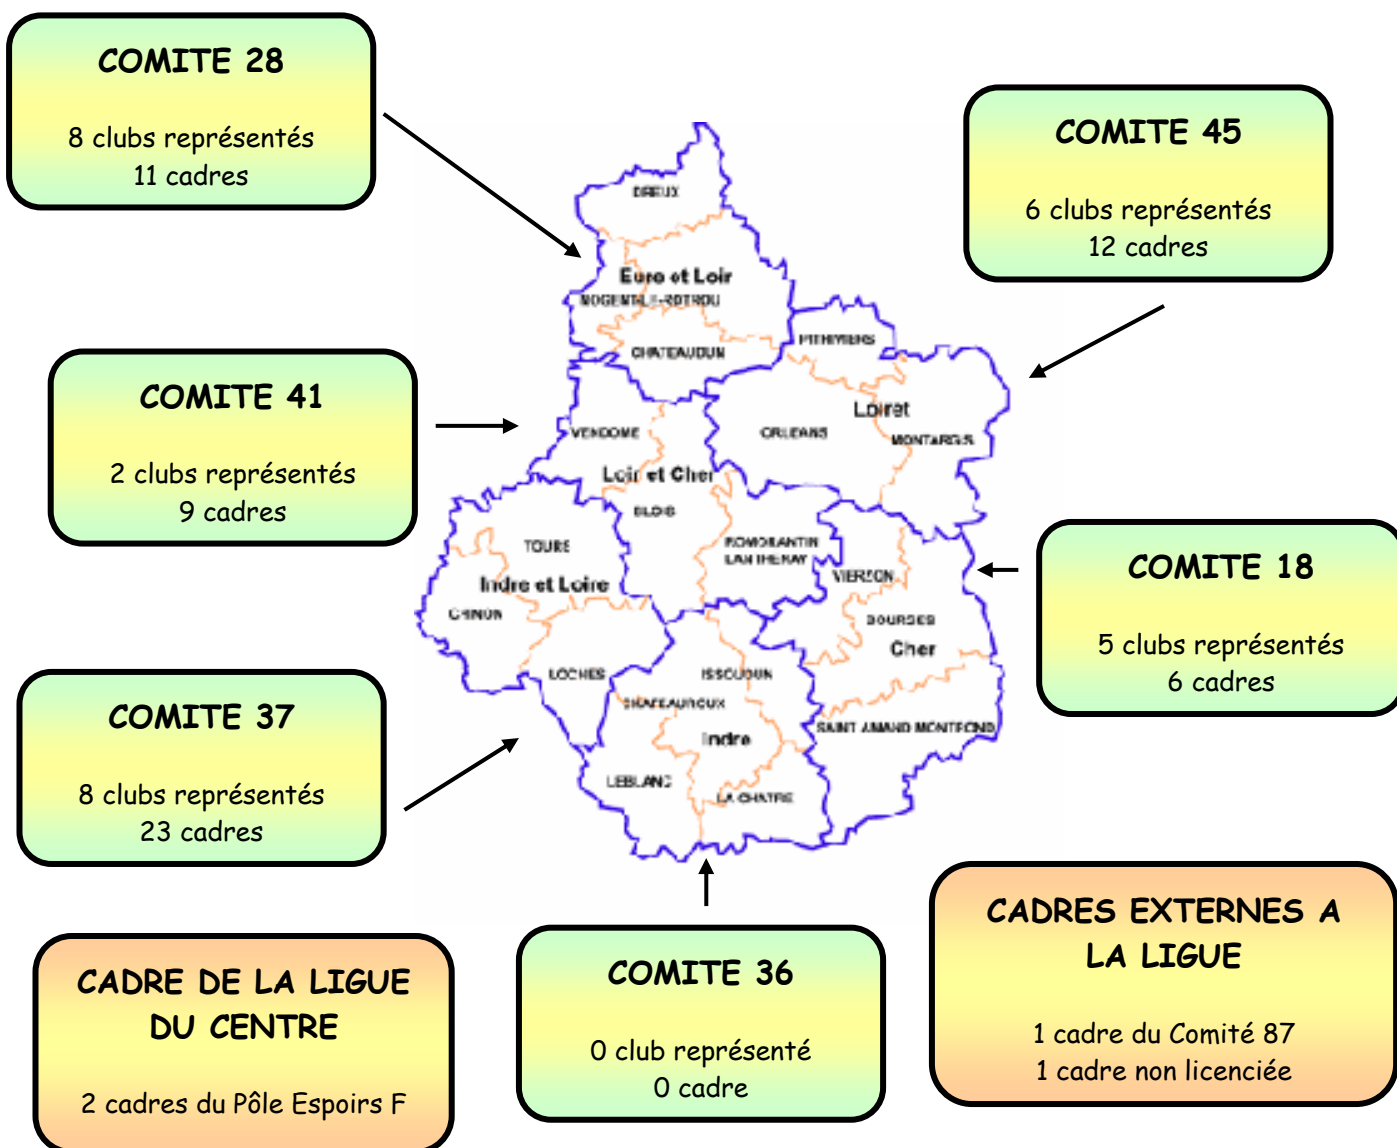 COMITE 28
8 clubs représentés
11 cadres
COMITE 45
6 clubs représentés
12 cadres
DREUX
Eure et Loir
NOGENT-LE-ROTROU
CHATEAUDUN
PITHIVIERS
COMITE 41
2 clubs représentés
9 cadres
Loiret
ORLEANS
MONTARGIS
VENDOME
Loir et Cher
BLOIS
ROMORANTIN
LANTHENAY
TOURS
Indre et Loire
CHINON
VIERZON
BOURGES
Cher
COMITE 18
5 clubs représentés
6 cadres
LOCHES
ISSOUDUN
CHATEAUROUX
Indre
SAINT AMAND MONTROND
LEBLANC
LA CHATRE
COMITE 37
8 clubs représentés
23 cadres
CADRE DE LA LIGUE
DU CENTRE
2 cadres du Pôle Espoirs F
COMITE 36
0 club représenté
0 cadre
CADRES EXTERNES A
LA LIGUE
1 cadre du Comité 87
1 cadre non licenciée